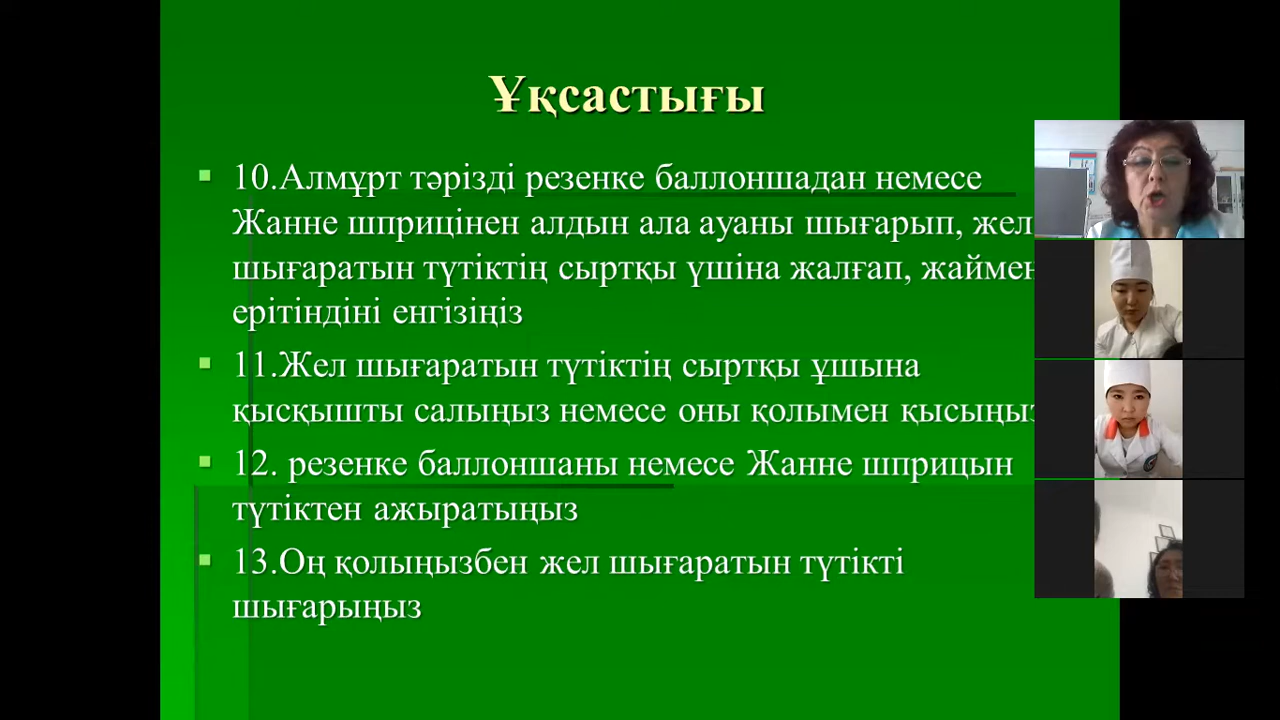 Ұқсастығы
10.Алмұрт тәрізді резенке баллоншадан немесе
Жанне шприцінен алдын ала ауаны шығарып, жел
шығаратын түтіктің сыртқы үшіна жалғап, жаймен
ерітіндіні енгізіңіз
11.Жел шығаратын түтіктің сыртқы ұшына
қысқышты салыңыз немесе оны қолымен қысыңыз
12. резенке баллоншаны немесе Жанне шприцын
түтіктен ажыратыңыз
13.Оң қолыңызбен жел шығаратын түтікті
шығарыңыз